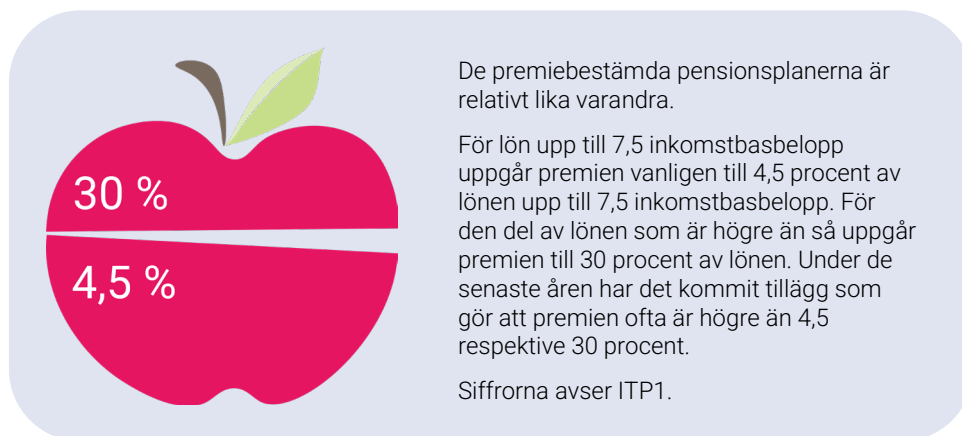 30 %
4,5 %
De premiebestämda pensionsplanerna är
relativt lika varandra.
För lön upp till 7,5 inkomstbasbelopp
uppgår premien vanligen till 4,5 procent av
lönen upp till 7,5 inkomstbasbelopp. För
den del av lönen som är högre än så uppgår
premien till 30 procent av lönen. Under de
senaste åren har det kommit tillägg som
gör att premien ofta är högre än 4,5
respektive 30 procent.
Siffrorna avser ITP1.